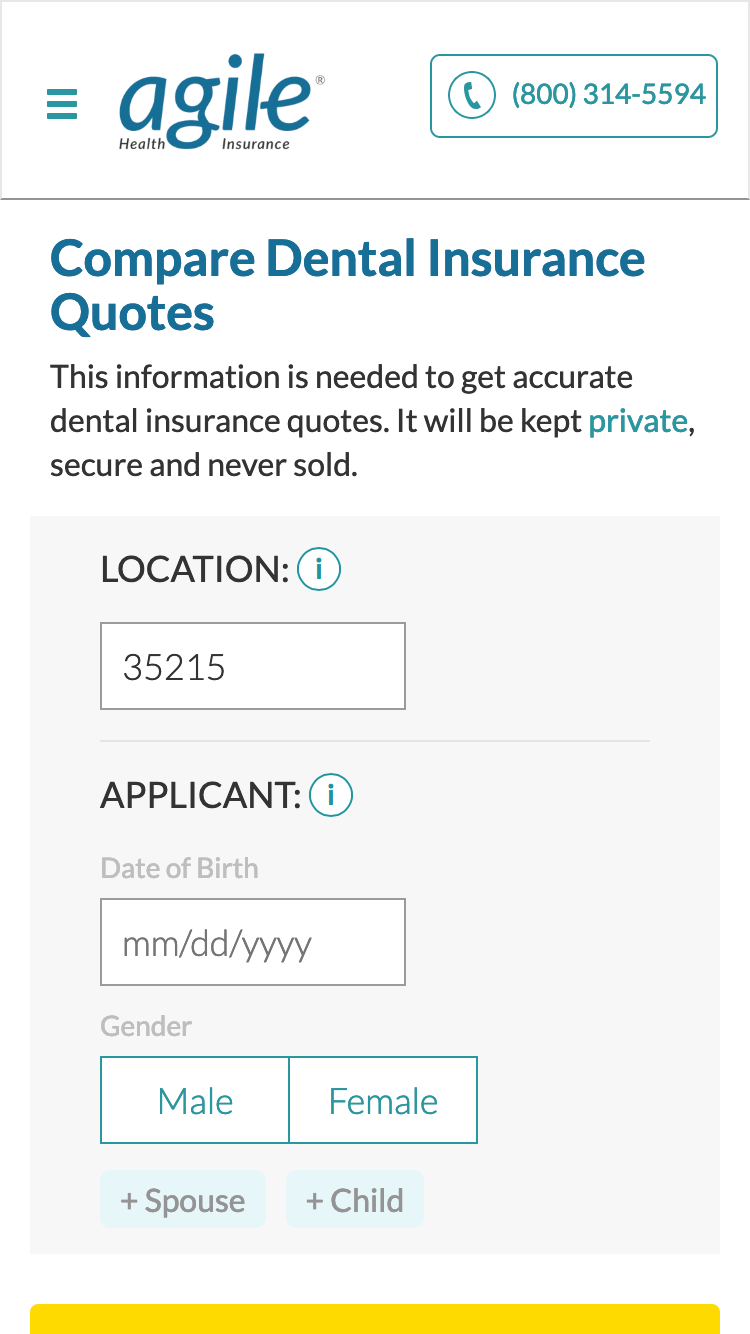 agile®
Health Insurance
(800) 314-5594
Compare Dental Insurance
Quotes
This information is needed to get accurate
dental insurance quotes. It will be kept private,
secure and never sold.
LOCATION: i
35215
APPLICANT: i
Date of Birth
mm/dd/yyyy
Gender
Male Female
+ Spouse + Child